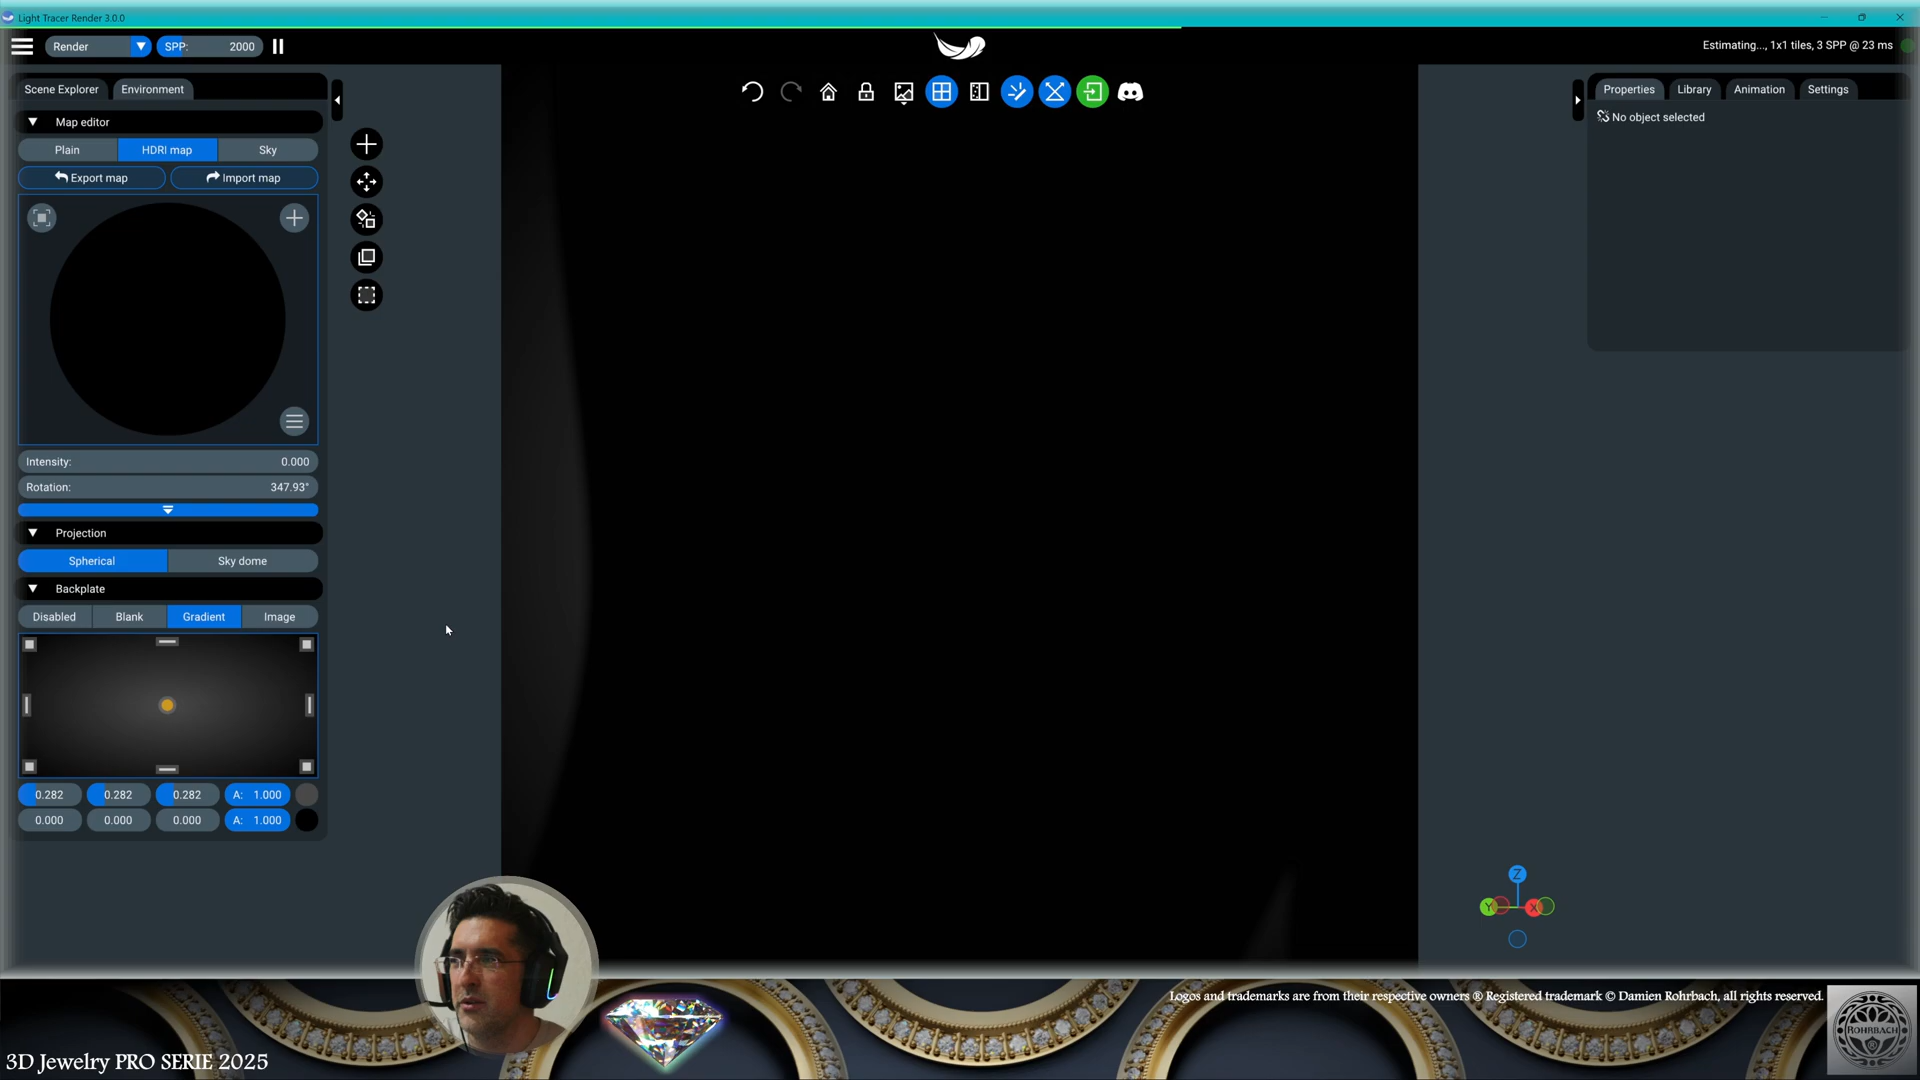 Light Tracer Render 3.0.0
Render
SPP: 2000
Estimating..., 1x1 tiles, 3 SPP @ 23 ms
Scene Explorer
Environment
Properties
Library
Animation
Settings
No object selected
Map editor
Plain
HDRI map
Sky
Export map
Import map
Intensity: 0.000
Rotation: 347.93°
Projection
Spherical
Sky dome
Backplate
Disabled
Blank
Gradient
Image
0.282 0.282 0.282 A: 1.000
0.000 0.000 0.000 A: 1.000
Z
Y
X
Logos and trademarks are from their respective owners ® Registered trademark © Damien Rohrbach, all rights reserved.
ROHRBACH
3D Jewelry PRO SERIE 2025